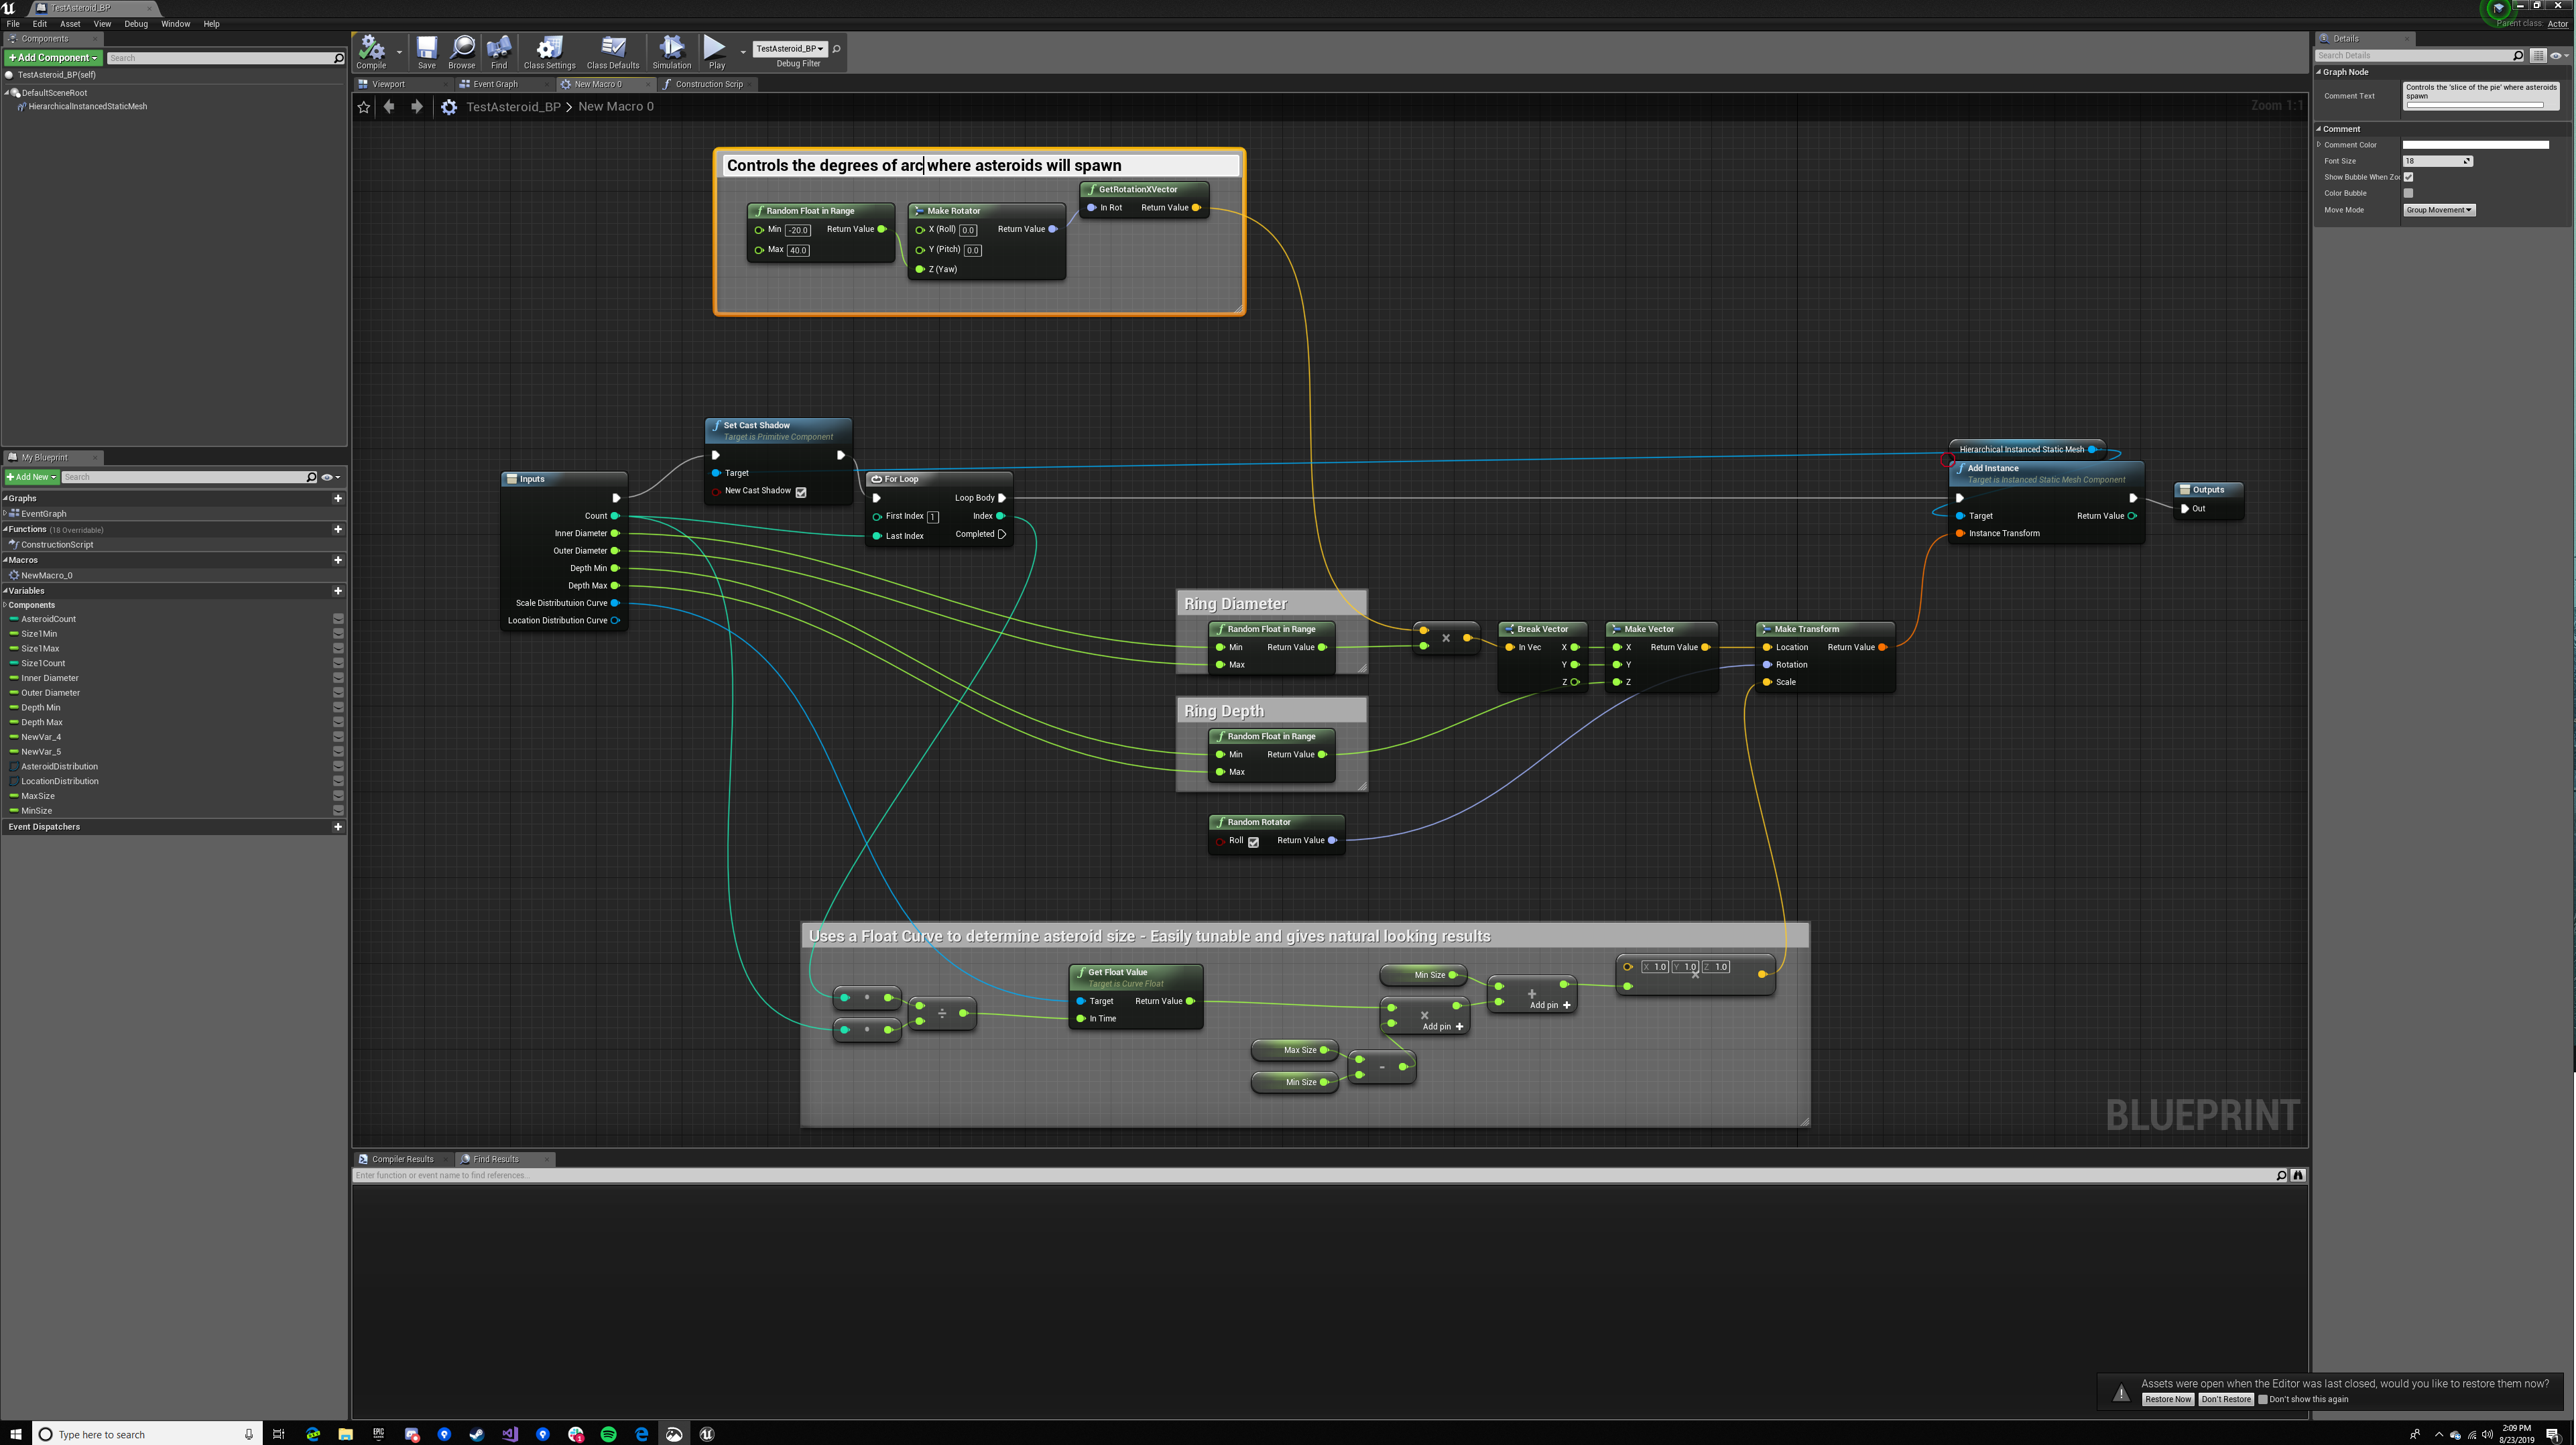 TestAsteroid_BP
File Edit Asset View Window Debug Help
Parent class: Actor
Components
+Add Component
Search
TestAsteroid_BP(self)
DefaultSceneRoot
HierarchicalInstancedStaticMesh
Compile
Save
Browse
Find
Class Settings
Class Defaults
Simulation
Play
TestAsteroid_BP
Debug Filter
Viewport
Event Graph
New Macro 0
Construction Scrip
TestAsteroid_BP > New Macro 0
Zoom 1:1
Controls the degrees of arc where asteroids will spawn
Random Float in Range
Min -20.0 Return Value
Max 40.0
Make Rotator
X (Roll) 0.0 Return Value
Y (Pitch) 0.0
Z (Yaw)
GetRotationXVector
In Rot Return Value
Set Cast Shadow
Target is Primitive Component
Target
New Cast Shadow
Inputs
Count
Inner Diameter
Outer Diameter
Depth Min
Depth Max
Scale Distributuion Curve
Location Distribution Curve
For Loop
Loop Body
First Index 1 Index
Last Index Completed
Hierarchical Instanced Static Mesh
Add Instance
Target is Instanced Static Mesh Component
Target Return Value
Instance Transform
Outputs
Out
Ring Diameter
Random Float in Range
Min Return Value
Max
×
Break Vector
In Vec X
Y
Z
Make Vector
X Return Value
Y
Z
Make Transform
Location Return Value
Rotation
Scale
Ring Depth
Random Float in Range
Min Return Value
Max
Random Rotator
Roll Return Value
Uses a Float Curve to determine asteroid size - Easily tunable and gives natural looking results
÷
Get Float Value
Target is Curve Float
Target Return Value
In Time
Min Size
×
Add pin +
+
Add pin +
X 1.0 Y 1.0 Z 1.0
×
Max Size
Min Size
-
BLUEPRINT
My Blueprint
+Add New
Search
Graphs
EventGraph
Functions (18 Overridable)
ConstructionScript
Macros
NewMacro_0
Variables
Components
AsteroidCount
Size1Min
Size1Max
Size1Count
Inner Diameter
Outer Diameter
Depth Min
Depth Max
NewVar_4
NewVar_5
AsteroidDistribution
LocationDistribution
MaxSize
MinSize
Event Dispatchers
Compiler Results
Find Results
Enter function or event name to find references...
Details
Search Details
Graph Node
Comment Text
Controls the 'slice of the pie' where asteroids
spawn
Comment
Comment Color
Font Size 18
Show Bubble When Zoo
Color Bubble
Move Mode Group Movement
Assets were open when the Editor was last closed, would you like to restore them now?
Restore Now Don't Restore Don't show this again
Type here to search
EPIC
2:09 PM
8/23/2019